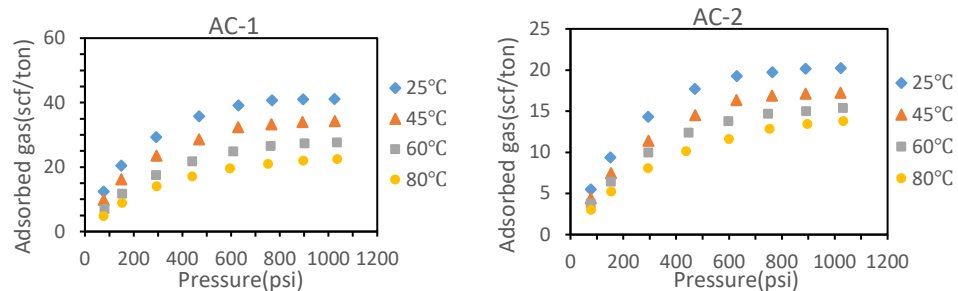 AC-1
60
40
20
0
Adsorbed gas(scf/ton)
0 200 400 600 800 1000 1200
Pressure(psi)
25℃
45℃
60℃
80℃
AC-2
25
20
15
10
5
0
Adsorbed gas(scf/ton)
0 200 400 600 800 1000 1200
Pressure(psi)
25℃
45℃
60℃
80℃